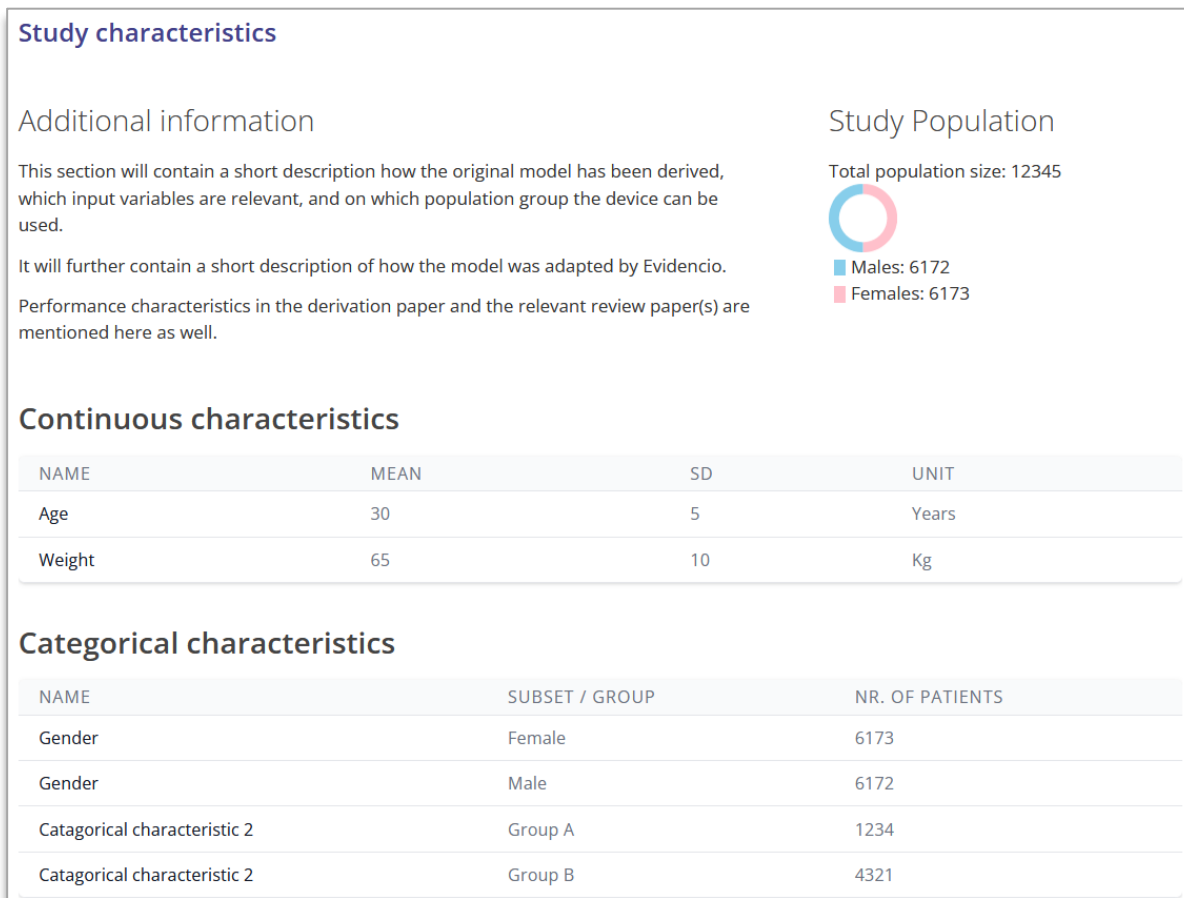 Study characteristics
Additional information
This section will contain a short description how the original model has been derived,
which input variables are relevant, and on which population group the device can be
used.
It will further contain a short description of how the model was adapted by Evidencio.
Performance characteristics in the derivation paper and the relevant review paper(s) are
mentioned here as well.
Study Population
Total population size: 12345
Males: 6172
Females: 6173
Continuous characteristics
NAME MEAN SD UNIT
Age 30 5 Years
Weight 65 10 Kg
Categorical characteristics
NAME SUBSET / GROUP NR. OF PATIENTS
Gender Female 6173
Gender Male 6172
Catagorical characteristic 2 Group A 1234
Catagorical characteristic 2 Group B 4321